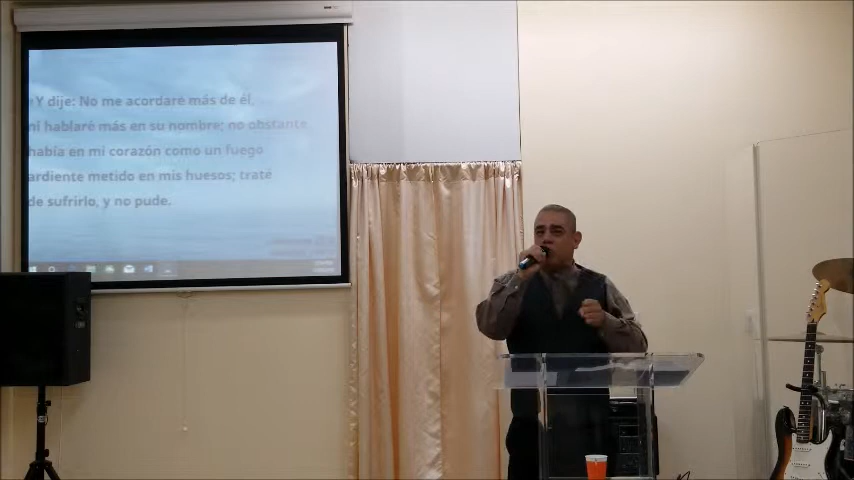 Y dije: No me acordaré más de él,
ni hablaré más en su nombre; no obstante
había en mi corazón como un fuego
ardiente metido en mis huesos; traté
de sufrirlo, y no pude.